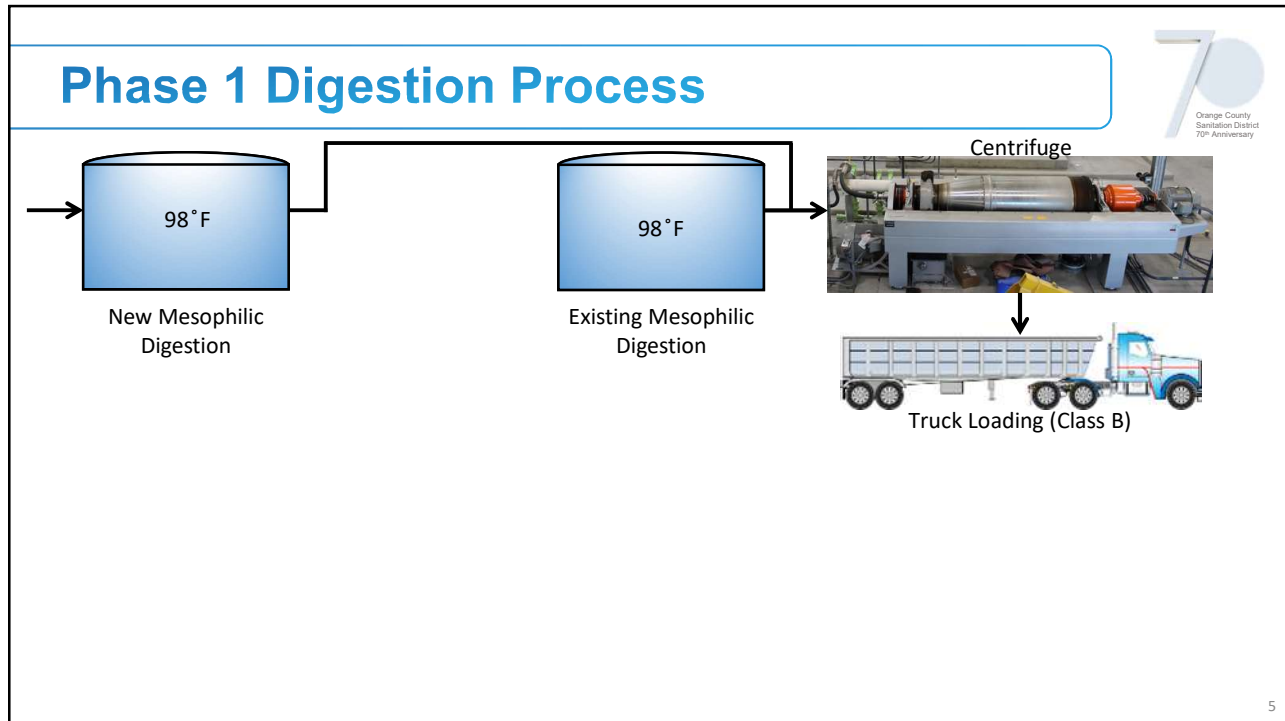 Phase 1 Digestion Process
70
Orange County
Sanitation District
70th Anniversary
98˚F
New Mesophilic
Digestion
98˚F
Existing Mesophilic
Digestion
Centrifuge
Truck Loading (Class B)
5